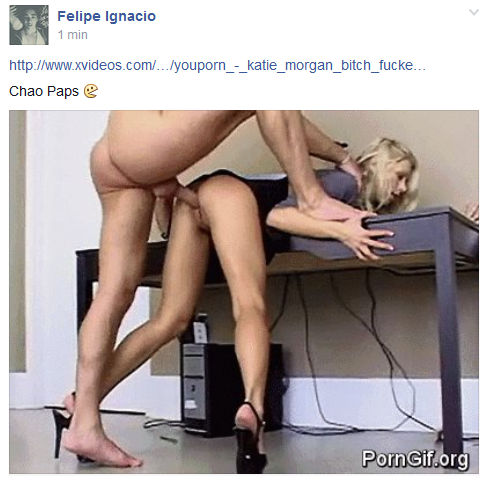 Felipe Ignacio
1 min
http://www.xvideos.com/.../youporn_-_katie_morgan_bitch_fucke...
Chao Paps
PornGif.org